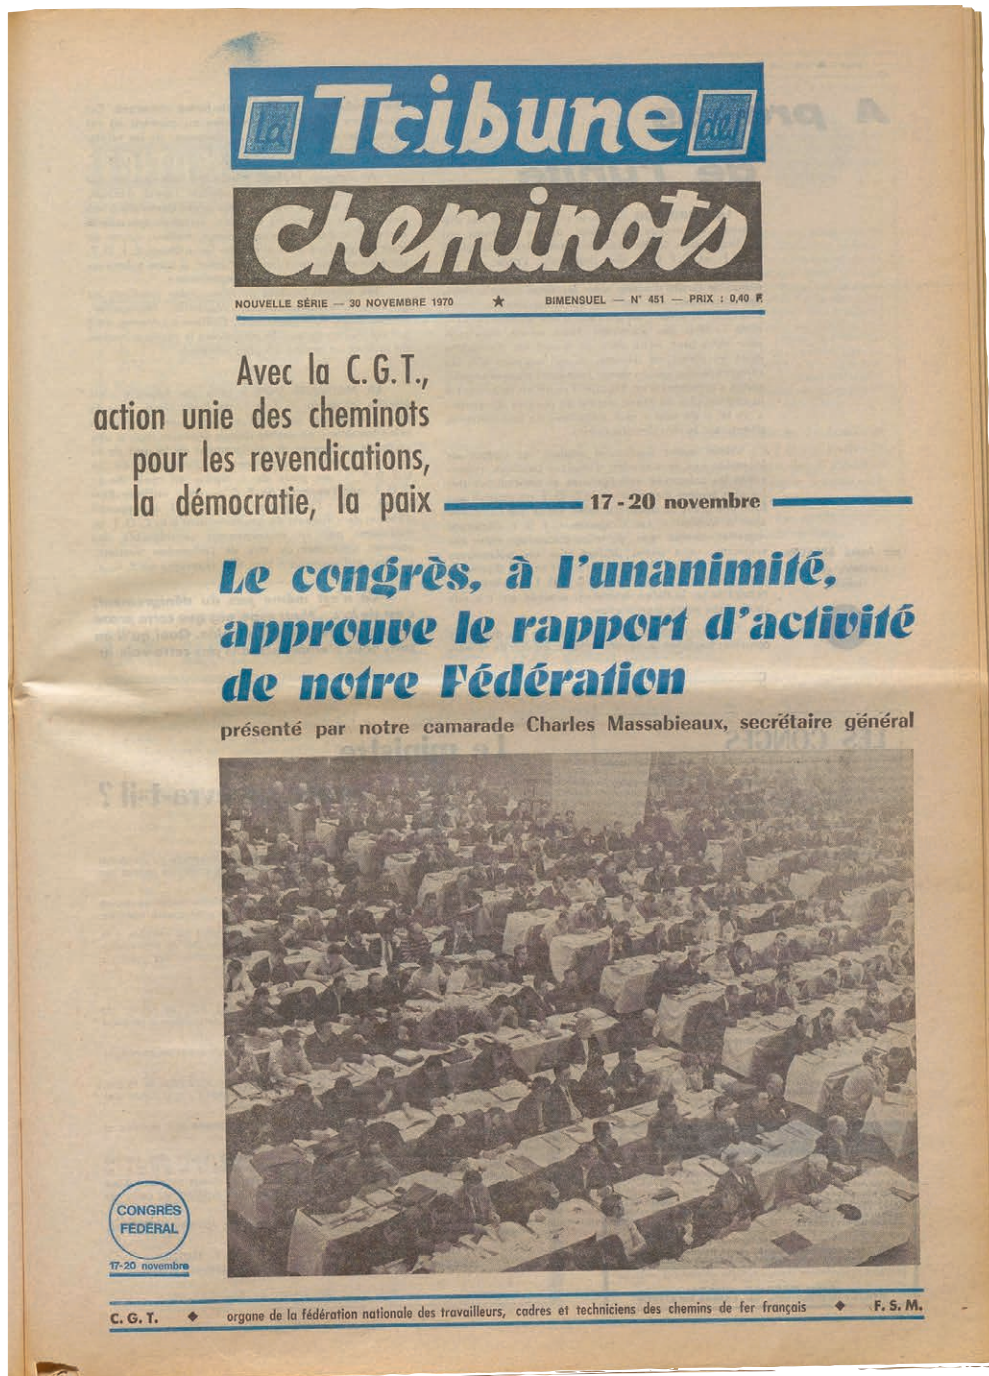 la Tribune des
cheminots
NOUVELLE SÉRIE — 30 NOVEMBRE 1970 ★ BIMENSUEL — N° 451 — PRIX : 0,40 F.
Avec la C.G.T.,
action unie des cheminots
pour les revendications,
la démocratie, la paix
17-20 novembre
Le congrès, à l'unanimité,
approuve le rapport d'activité
de notre Fédération
présenté par notre camarade Charles Massabieaux, secrétaire général
CONGRÈS
FÉDÉRAL
17-20 novembre
C.G.T. ◆ organe de la fédération nationale des travailleurs, cadres et techniciens des chemins de fer français ◆ F.S.M.